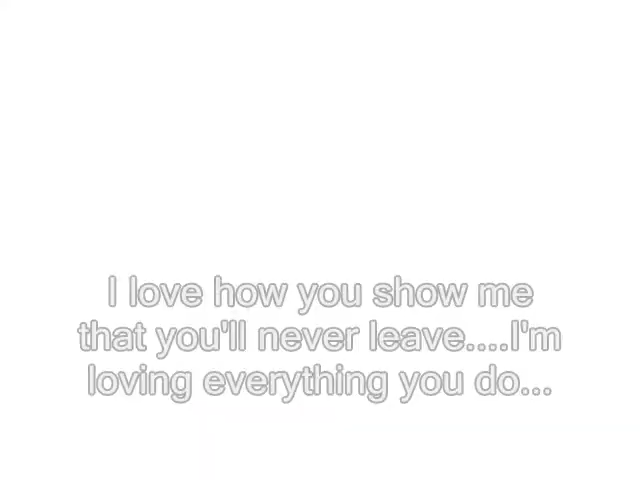 I love how you show me
that you'll never leave....I'm
loving everything you do...